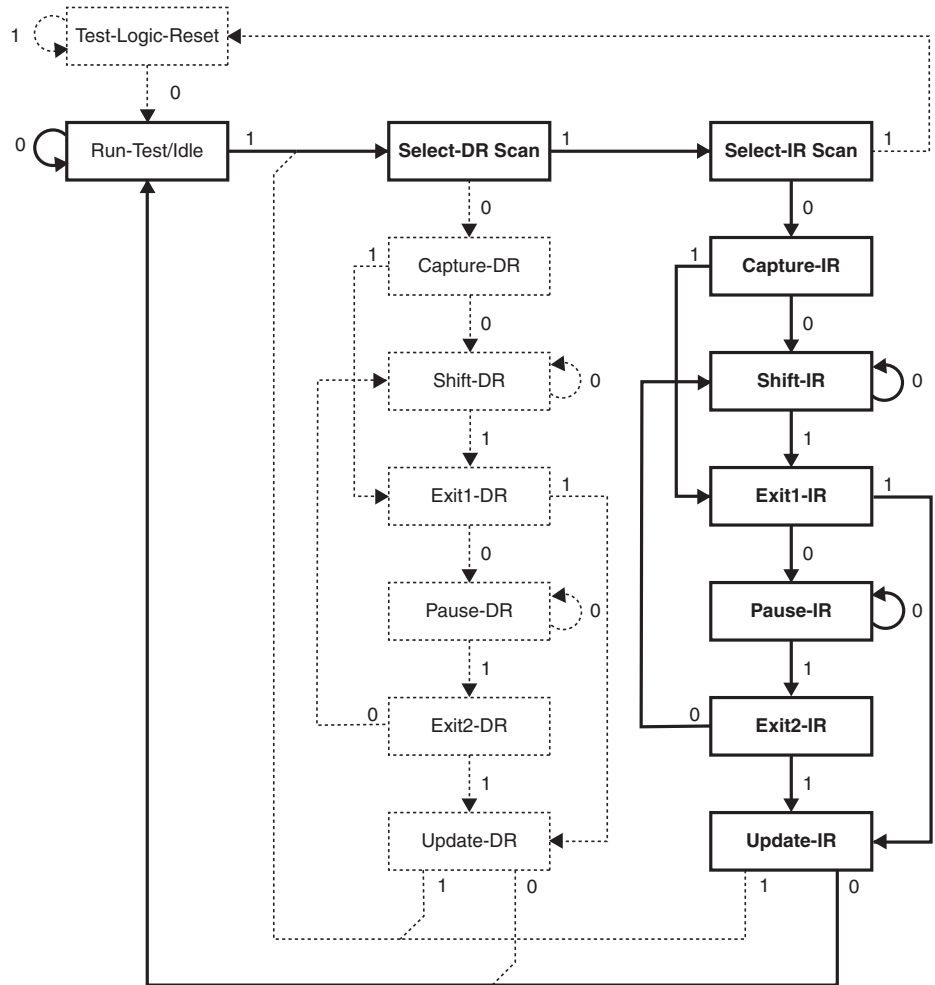 1
Test-Logic-Reset
0
0
Run-Test/Idle
1
Select-DR Scan
1
Select-IR Scan
1
0
0
1
Capture-DR
1
Capture-IR
0
0
Shift-DR
0
Shift-IR
0
1
1
Exit1-DR
1
Exit1-IR
1
0
0
Pause-DR
0
Pause-IR
0
1
1
0
Exit2-DR
0
Exit2-IR
1
1
Update-DR
Update-IR
1
0
1
0